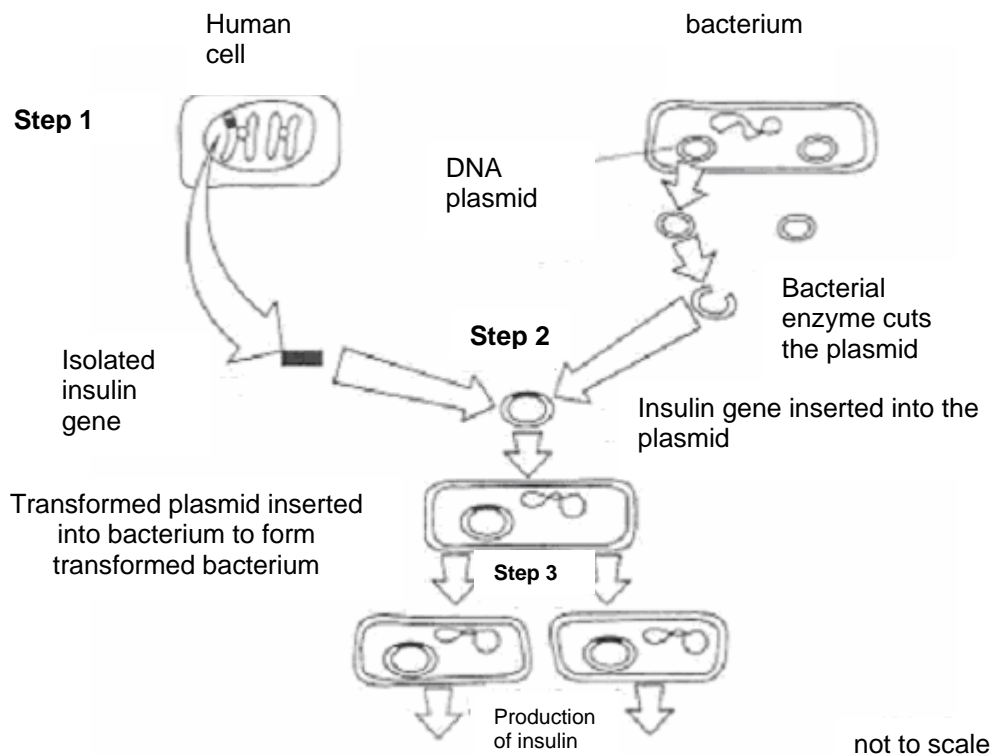 Human
cell
bacterium
Step 1
DNA
plasmid
Bacterial
enzyme cuts
the plasmid
Step 2
Isolated
insulin
gene
Insulin gene inserted into the
plasmid
Transformed plasmid inserted
into bacterium to form
transformed bacterium
Step 3
Production
of insulin
not to scale